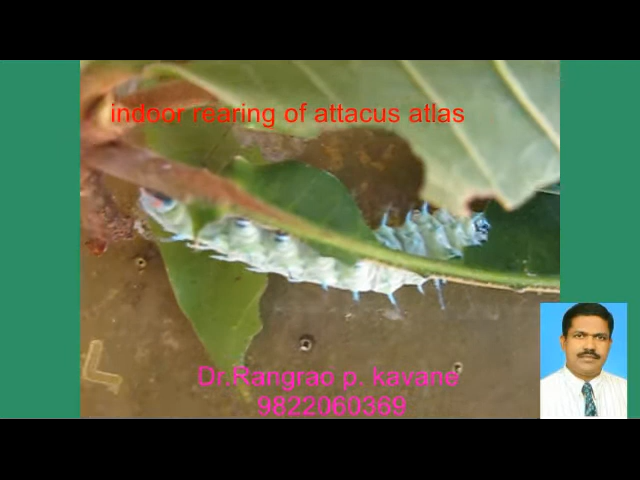 indoor rearing of attacus atlas
Dr.Rangrao p. kavane
9822060369